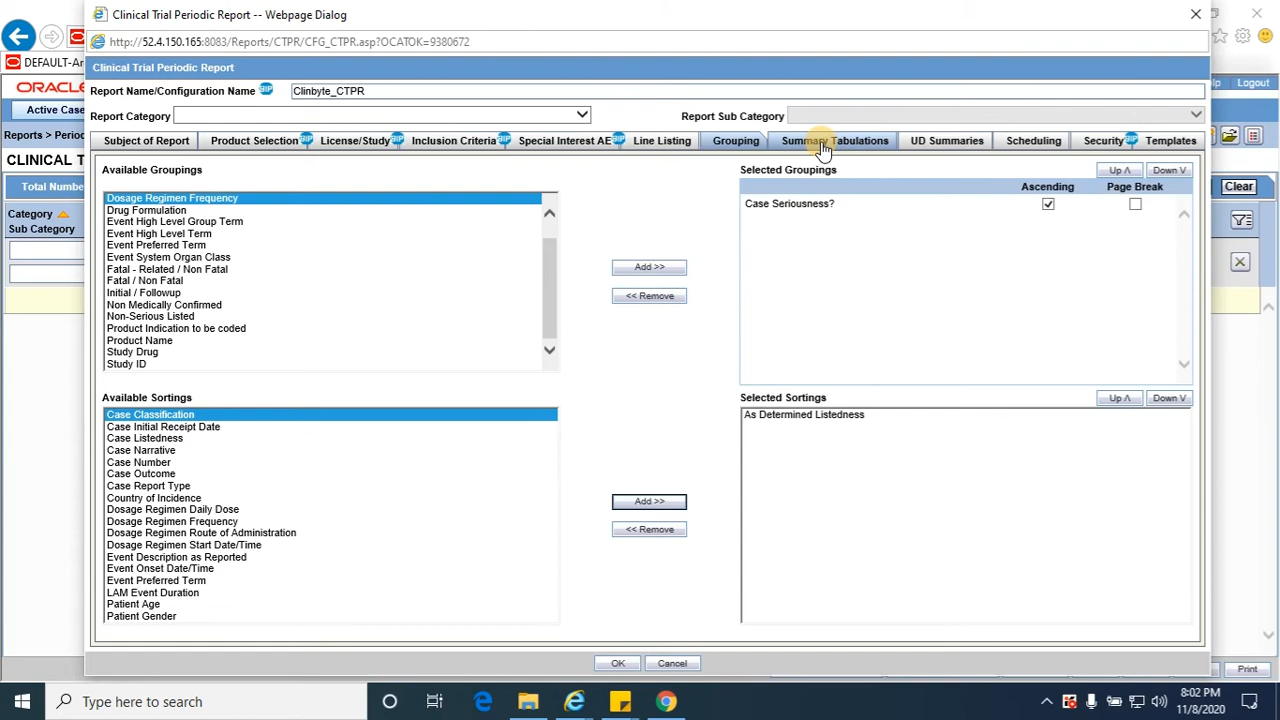 Clinical Trial Periodic Report -- Webpage Dialog
http://52.4.150.165:8083/Reports/CTPR/CFG_CTPR.asp?OCATOK=9380672
DEFAULT-Ar
Clinical Trial Periodic Report
ORACLE
Logout
Report Name/Configuration Name BIP Clinbyte_CTPR
Active Case
Report Category
Report Sub Category
Reports > Period
Subject of Report Product Selection BIP License/Study BIP Inclusion Criteria BIP Special Interest AE BIP Line Listing Grouping Summary Tabulations UD Summaries Scheduling Security BIP Templates
CLINICAL T
Available Groupings
Selected Groupings
Up Λ
Down V
Total Numbe
Ascending
Page Break
Clear
Category
Sub Category
Case Seriousness?
Dosage Regimen Frequency
Drug Formulation
Event High Level Group Term
Event High Level Term
Event Preferred Term
Event System Organ Class
Fatal - Related / Non Fatal
Fatal / Non Fatal
Initial / Followup
Non Medically Confirmed
Non-Serious Listed
Product Indication to be coded
Product Name
Study Drug
Study ID
Add >>
<< Remove
Available Sortings
Selected Sortings
Up Λ
Down V
Case Classification
Case Initial Receipt Date
Case Listedness
Case Narrative
Case Number
Case Outcome
Case Report Type
Country of Incidence
Dosage Regimen Daily Dose
Dosage Regimen Frequency
Dosage Regimen Route of Administration
Dosage Regimen Start Date/Time
Event Description as Reported
Event Onset Date/Time
Event Preferred Term
LAM Event Duration
Patient Age
Patient Gender
Add >>
<< Remove
As Determined Listedness
OK
Cancel
Print
Type here to search
8:02 PM
11/8/2020